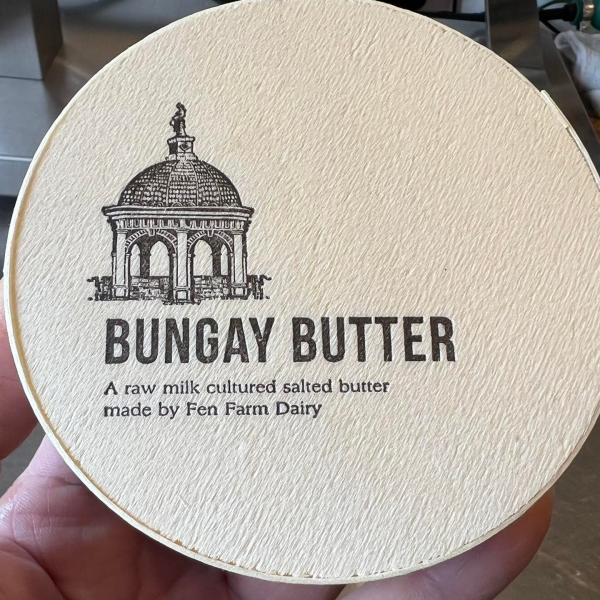 BUNGAY BUTTER
A raw milk cultured salted butter
made by Fen Farm Dairy